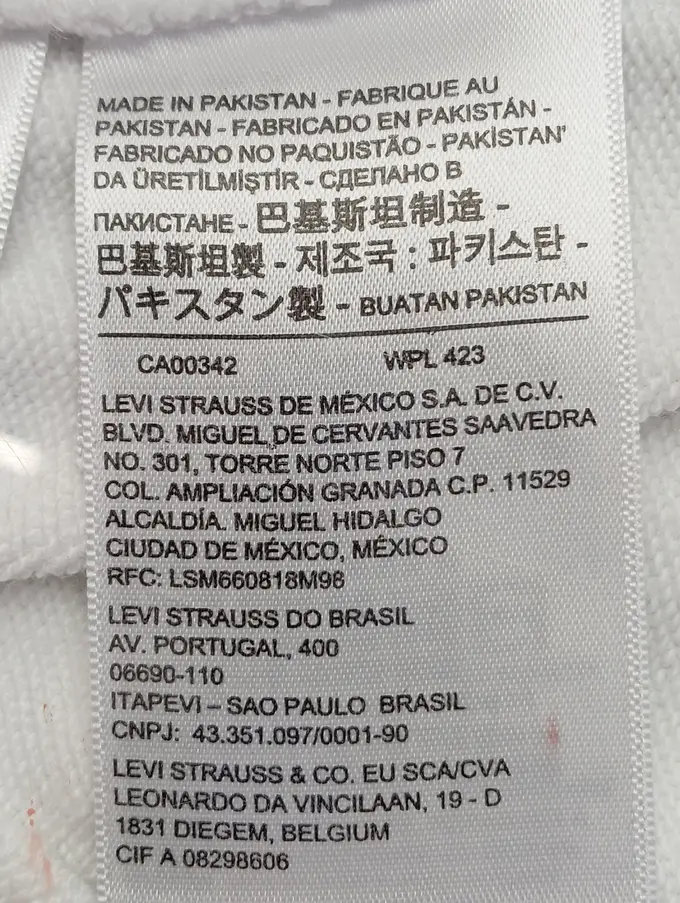 MADE IN PAKISTAN - FABRIQUE AU
PAKISTAN - FABRICADO EN PAKISTÁN -
FABRICADO NO PAQUISTÃO - PAKİSTAN'
DA ÜRETİLMİŞTİR - СДЕЛАНО В
ПАКИСТАНЕ - 巴基斯坦制造 -
巴基斯坦製 - 제조국 : 파키스탄 -
パキスタン製 - BUATAN PAKISTAN
CA00342 WPL 423
LEVI STRAUSS DE MÉXICO S.A. DE C.V.
BLVD. MIGUEL DE CERVANTES SAAVEDRA
NO. 301, TORRE NORTE PISO 7
COL. AMPLIACIÓN GRANADA C.P. 11529
ALCALDÍA. MIGUEL HIDALGO
CIUDAD DE MÉXICO, MÉXICO
RFC: LSM660818M98
LEVI STRAUSS DO BRASIL
AV. PORTUGAL, 400
06690-110
ITAPEVI – SAO PAULO BRASIL
CNPJ: 43.351.097/0001-90
LEVI STRAUSS & CO. EU SCA/CVA
LEONARDO DA VINCILAAN, 19 - D
1831 DIEGEM, BELGIUM
CIF A 08298606